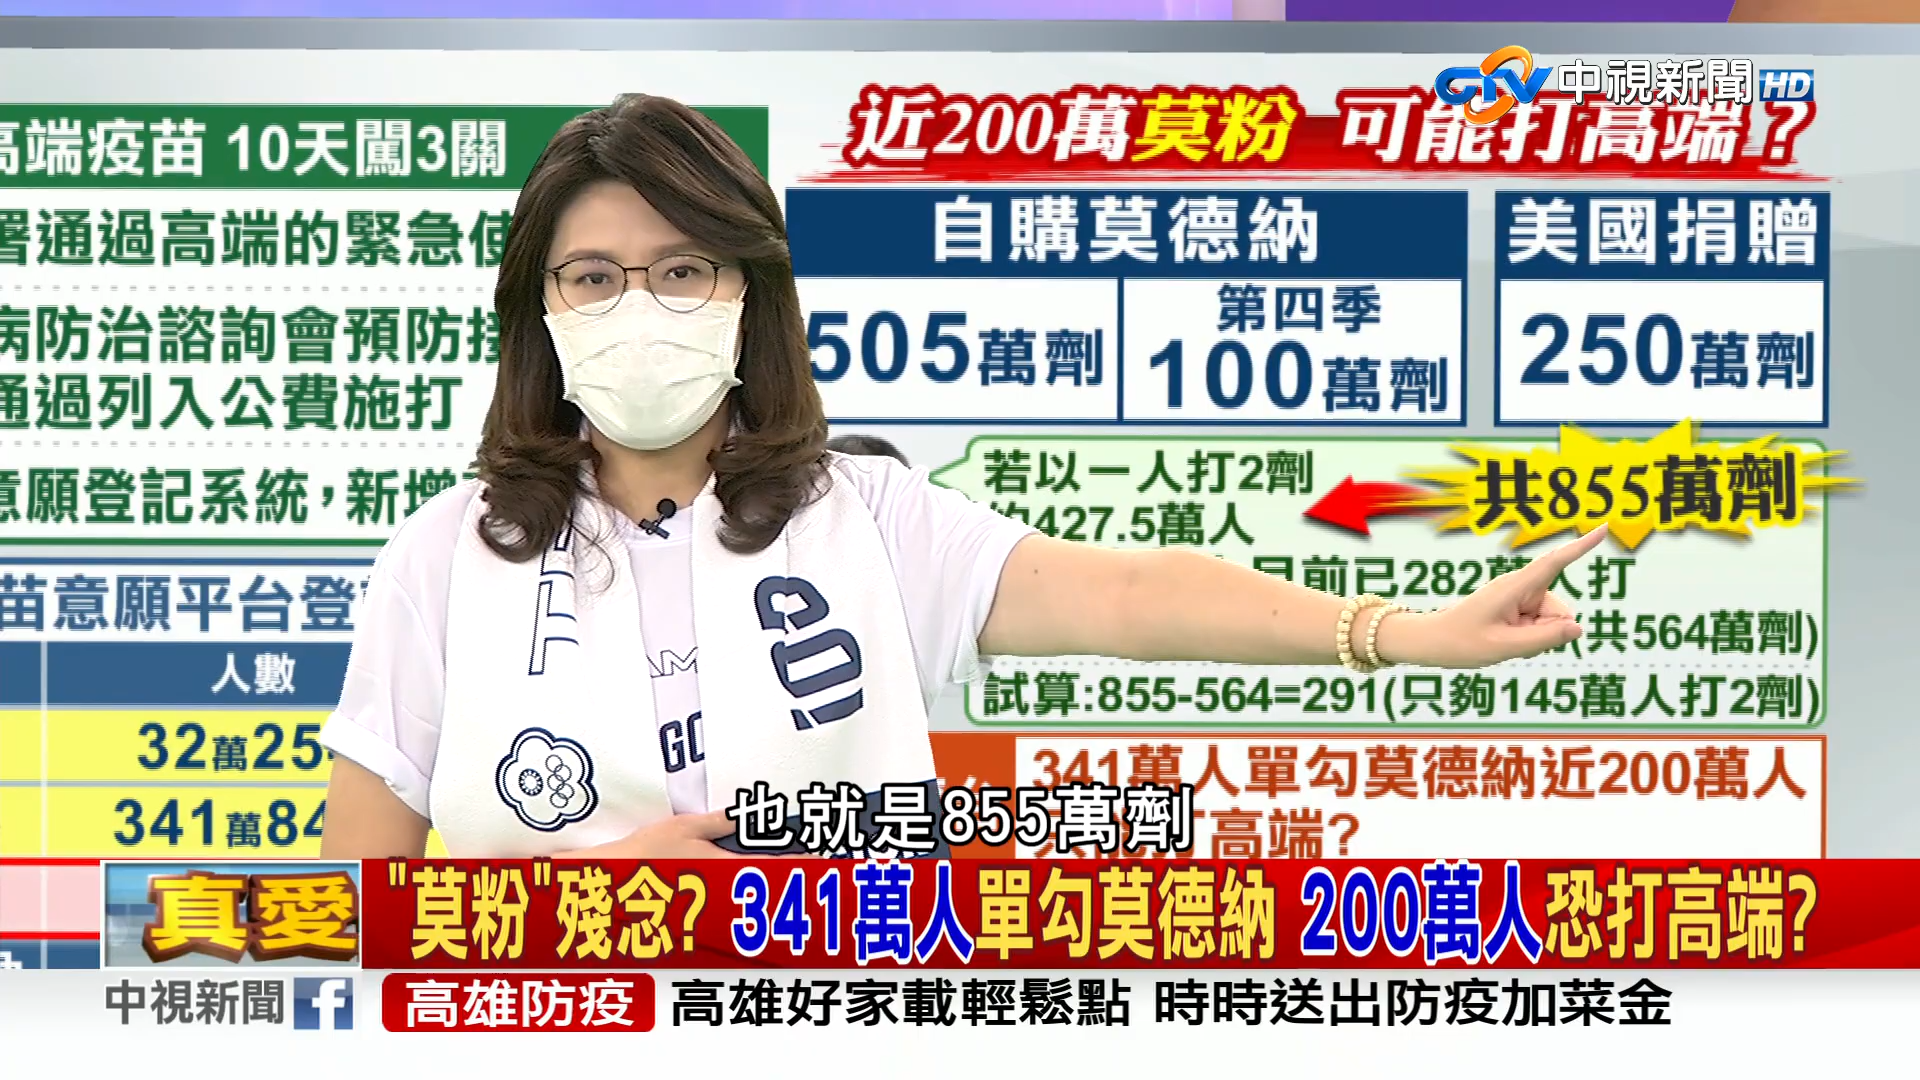 CTV 中視新聞 HD
高端疫苗 10天闖3關
署通過高端的緊急使
病防治諮詢會預防接
通過列入公費施打
意願登記系統,新增
苗意願平台登
人數
32萬25
341萬84
近200萬莫粉 可能打高端?
自購莫德納
美國捐贈
505萬劑
第四季
100萬劑
250萬劑
共855萬劑
若以一人打2劑
約427.5萬人
目前已282萬人打
(共564萬劑)
試算:855-564=291(只夠145萬人打2劑)
341萬人單勾莫德納近200萬人
打高端?
也就是855萬劑
真愛
"莫粉"殘念? 341萬人單勾莫德納 200萬人恐打高端?
中視新聞 f
高雄防疫 高雄好家載輕鬆點 時時送出防疫加菜金